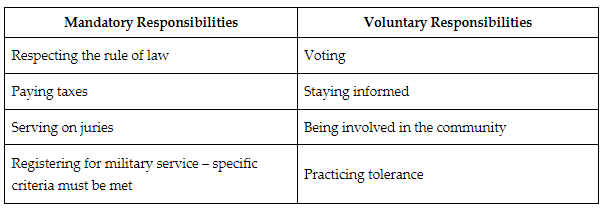 Mandatory Responsibilities Voluntary Responsibilities
Respecting the rule of law Voting
Paying taxes Staying informed
Serving on juries Being involved in the community
Registering for military service – specific
criteria must be met
Practicing tolerance